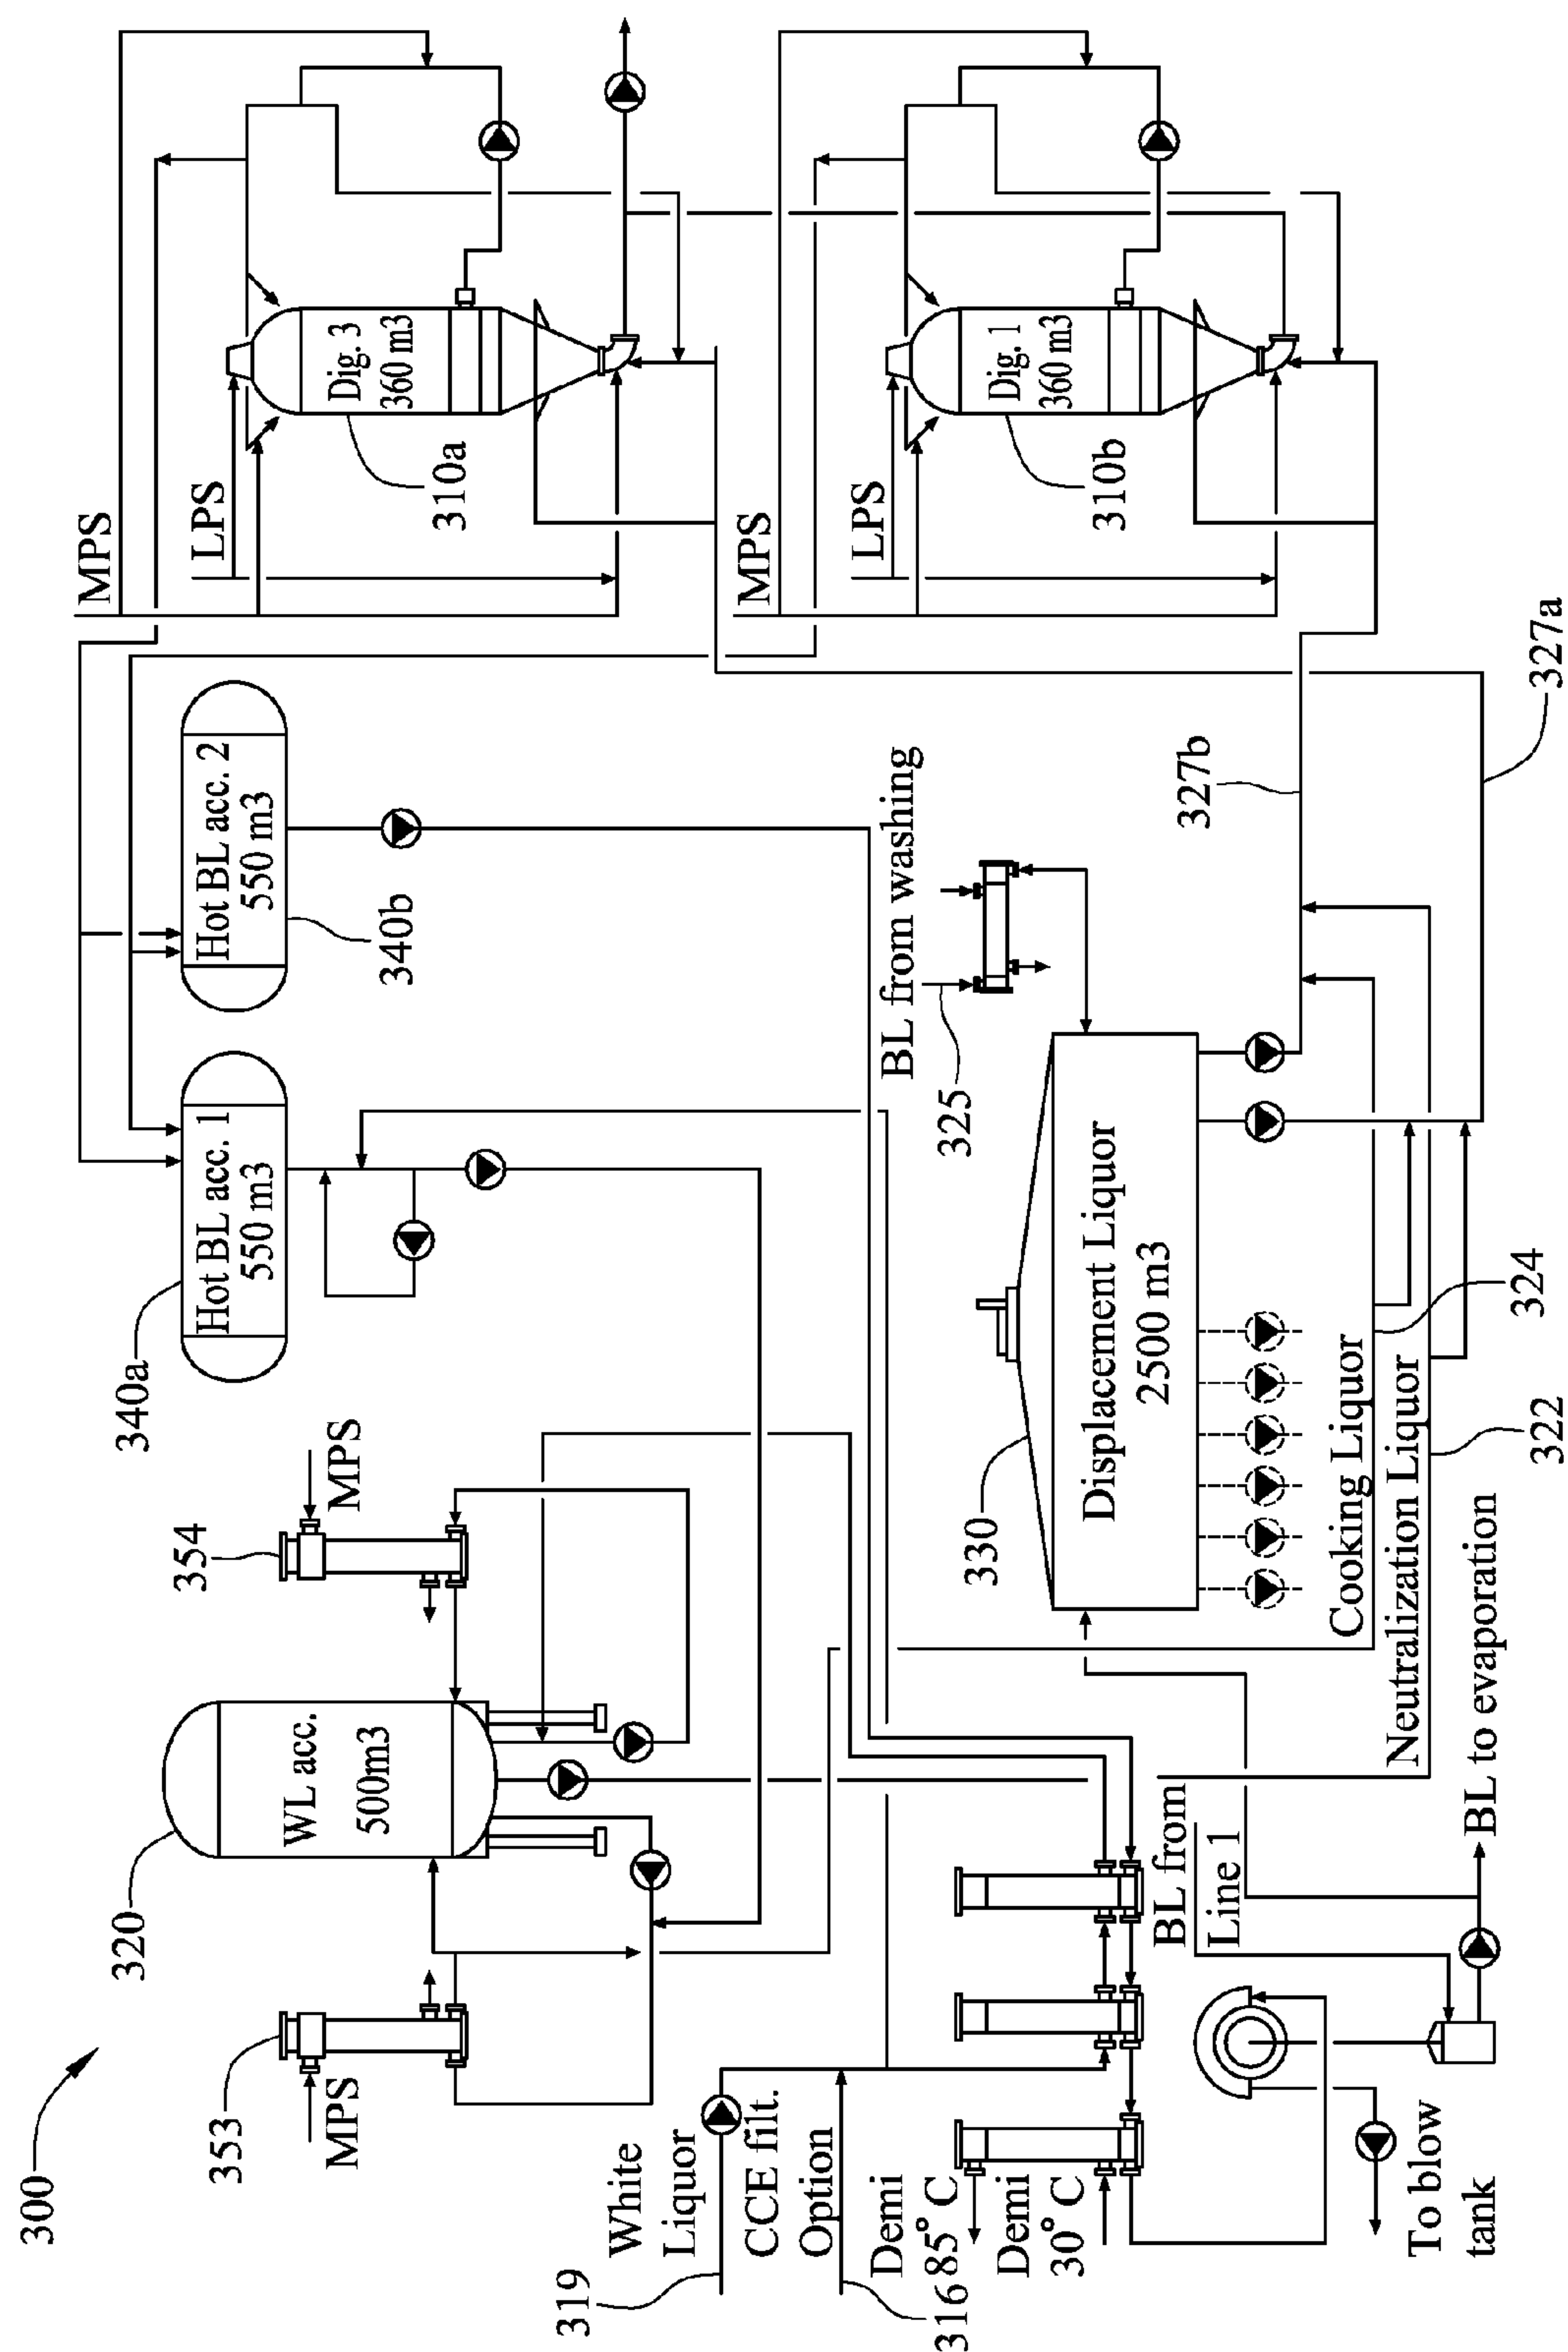 300
353
MPS
320
WL acc.
500m3
354
MPS
340a
Hot BL acc. 1
550 m3
340b
Hot BL acc. 2
550 m3
MPS
LPS
310a
Dig. 3
360 m3
MPS
LPS
310b
Dig. 1
360 m3
319
White
Liquor
CCE filt.
Option
316
Demi
85° C
Demi
30° C
BL from
Line 1
To blow
tank
BL to evaporation
330
Displacement Liquor
2500 m3
BL from washing
325
Cooking Liquor
324
Neutralization Liquor
322
327b
327a